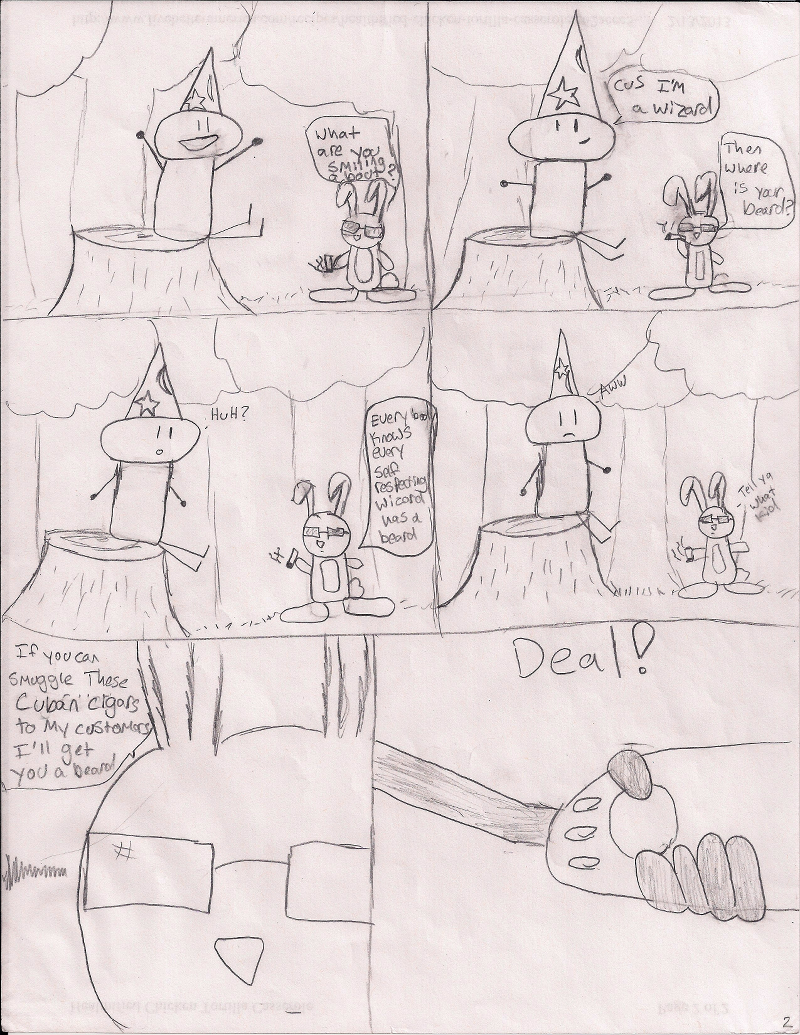 What
are you
smiling
about?
Cus I'm
a wizard
Then
where
is your
beard?
HuH?
Every body
Knows
every
self
respecting
wizard
has a
beard
Aww
Tell ya
what
kid
If you can
smuggle These
"Cuban" cigars
to My customers
I'll get
you a beard
Deal!
2